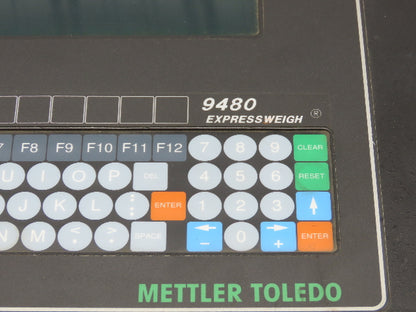 9480
EXPRESSWEIGH ®
7 F8 F9 F10 F11 F12 7 8 9 CLEAR
U I O P DEL 4 5 6 RESET
J K L : ; ENTER 1 2 3
N M < , > . SPACE - 0 + ENTER
METTLER TOLEDO